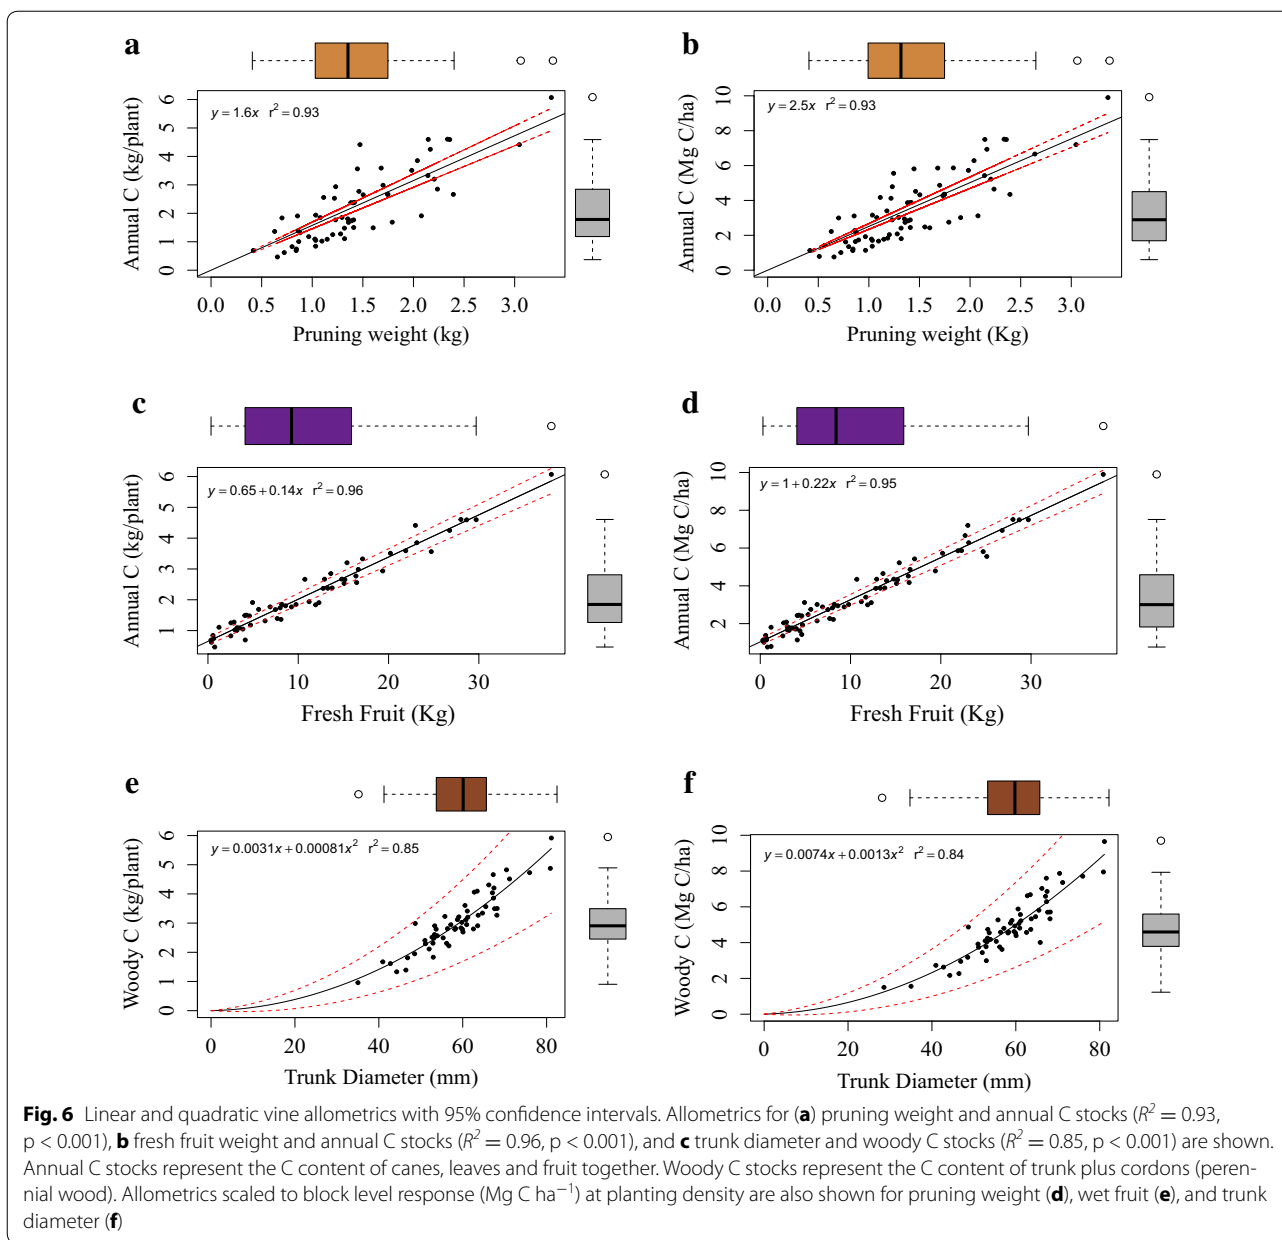 a
Annual C (kg/plant)
6
5
4
3
2
1
0
y = 1.6x r² = 0.93
0.0 0.5 1.0 1.5 2.0 2.5 3.0
Pruning weight (kg)
b
Annual C (Mg C/ha)
10
8
6
4
2
0
y = 2.5x r² = 0.93
0.0 0.5 1.0 1.5 2.0 2.5 3.0
Pruning weight (Kg)
c
Annual C (kg/plant)
6
5
4
3
2
1
y = 0.65 + 0.14x r² = 0.96
0 10 20 30
Fresh Fruit (Kg)
d
Annual C (Mg C/ha)
10
8
6
4
2
y = 1 + 0.22x r² = 0.95
0 10 20 30
Fresh Fruit (Kg)
e
Woody C (kg/plant)
6
5
4
3
2
1
0
y = 0.0031x + 0.00081x² r² = 0.85
0 20 40 60 80
Trunk Diameter (mm)
f
Woody C (Mg C/ha)
10
8
6
4
2
0
y = 0.0074x + 0.0013x² r² = 0.84
0 20 40 60 80
Trunk Diameter (mm)
Fig. 6 Linear and quadratic vine allometrics with 95% confidence intervals. Allometrics for (a) pruning weight and annual C stocks (R² = 0.93,
p < 0.001), b fresh fruit weight and annual C stocks (R² = 0.96, p < 0.001), and c trunk diameter and woody C stocks (R² = 0.85, p < 0.001) are shown.
Annual C stocks represent the C content of canes, leaves and fruit together. Woody C stocks represent the C content of trunk plus cordons (peren-
nial wood). Allometrics scaled to block level response (Mg C ha⁻¹) at planting density are also shown for pruning weight (d), wet fruit (e), and trunk
diameter (f)